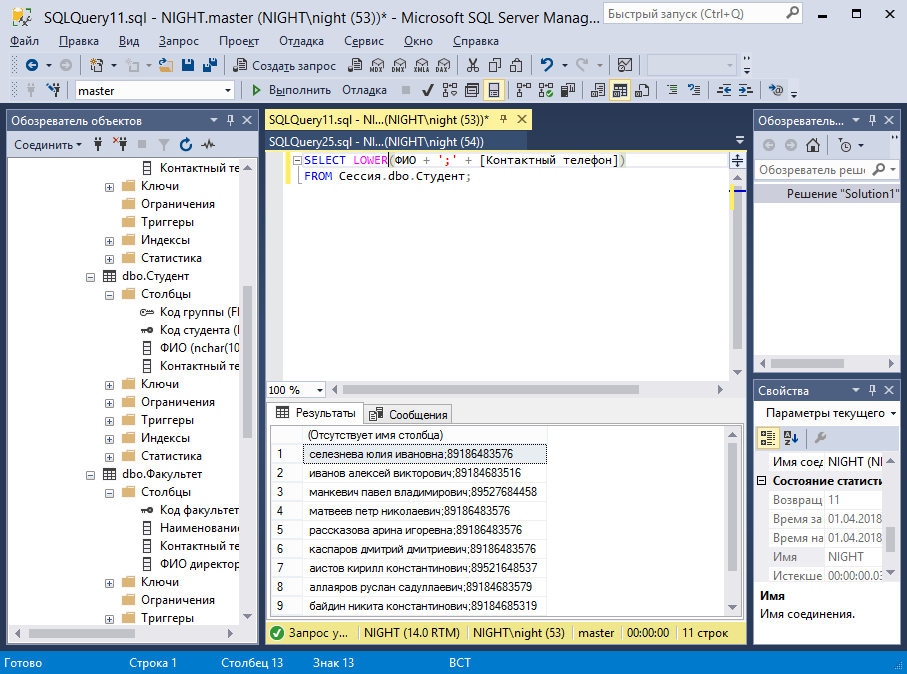 SQLQuery11.sql - NIGHT.master (NIGHT\night (53))* - Microsoft SQL Server Manag...
Быстрый запуск (Ctrl+Q)
Файл Правка Вид Запрос Проект Отладка Сервис Окно Справка
Создать запрос MDX DMX XMLA DAX
master Выполнить Отладка
Обозреватель объектов
Соединить
Контактный те
Ключи
Ограничения
Триггеры
Индексы
Статистика
dbo.Студент
Столбцы
Код группы (F
Код студента (
ФИО (nchar(10
Контактный те
Ключи
Ограничения
Триггеры
Индексы
Статистика
dbo.Факультет
Столбцы
Код факультет
Наименовани
Контактный те
ФИО директор
Ключи
Ограничения
Триггеры
SQLQuery11.sql - NI...(NIGHT\night (53))*
SQLQuery25.sql - NI...(NIGHT\night (54))
SELECT LOWER(ФИО + ';' + [Контактный телефон])
FROM Сессия.dbo.Студент;
100 %
Результаты Сообщения
(Отсутствует имя столбца)
1 селезнева юлия ивановна;89186483576
2 иванов алексей викторович;89184683516
3 манкевич павел владимирович;89527684458
4 матвеев петр николаевич;89186483576
5 рассказова арина игоревна;89186483576
6 каспаров дмитрий дмитриевич;89186483576
7 аистов кирилл константинович;89521648537
8 аллаяров руслан садуллаевич;89184683579
9 байдин никита константинович;89184685319
Запрос у... NIGHT (14.0 RTM) NIGHT\night (53) master 00:00:00 11 строк
Обозреватель...
Обозреватель реше
Решение "Solution1"
Свойства
Параметры текущего
Имя соед NIGHT (NI
Состояние статисти
Возвращ 11
Время за 01.04.2018
Время на 01.04.2018
Имя NIGHT
Истекше 00:00:00.03
Имя
Имя соединения.
Готово Строка 1 Столбец 13 Знак 13 ВСТ